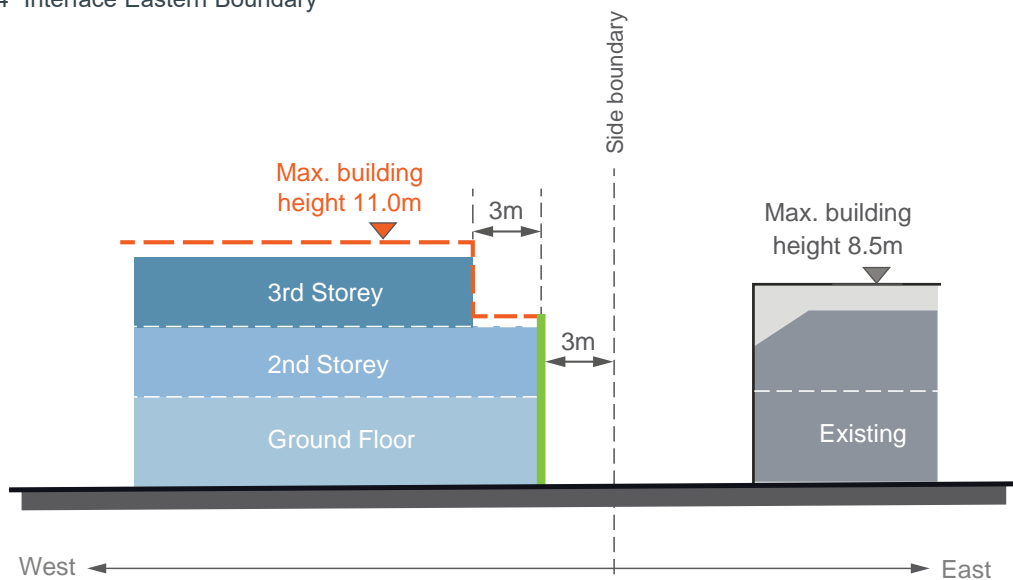 4 Interface Eastern Boundary
Side boundary
Max. building
height 11.0m
3m
Max. building
height 8.5m
3rd Storey
3m
2nd Storey
Ground Floor
Existing
West
East